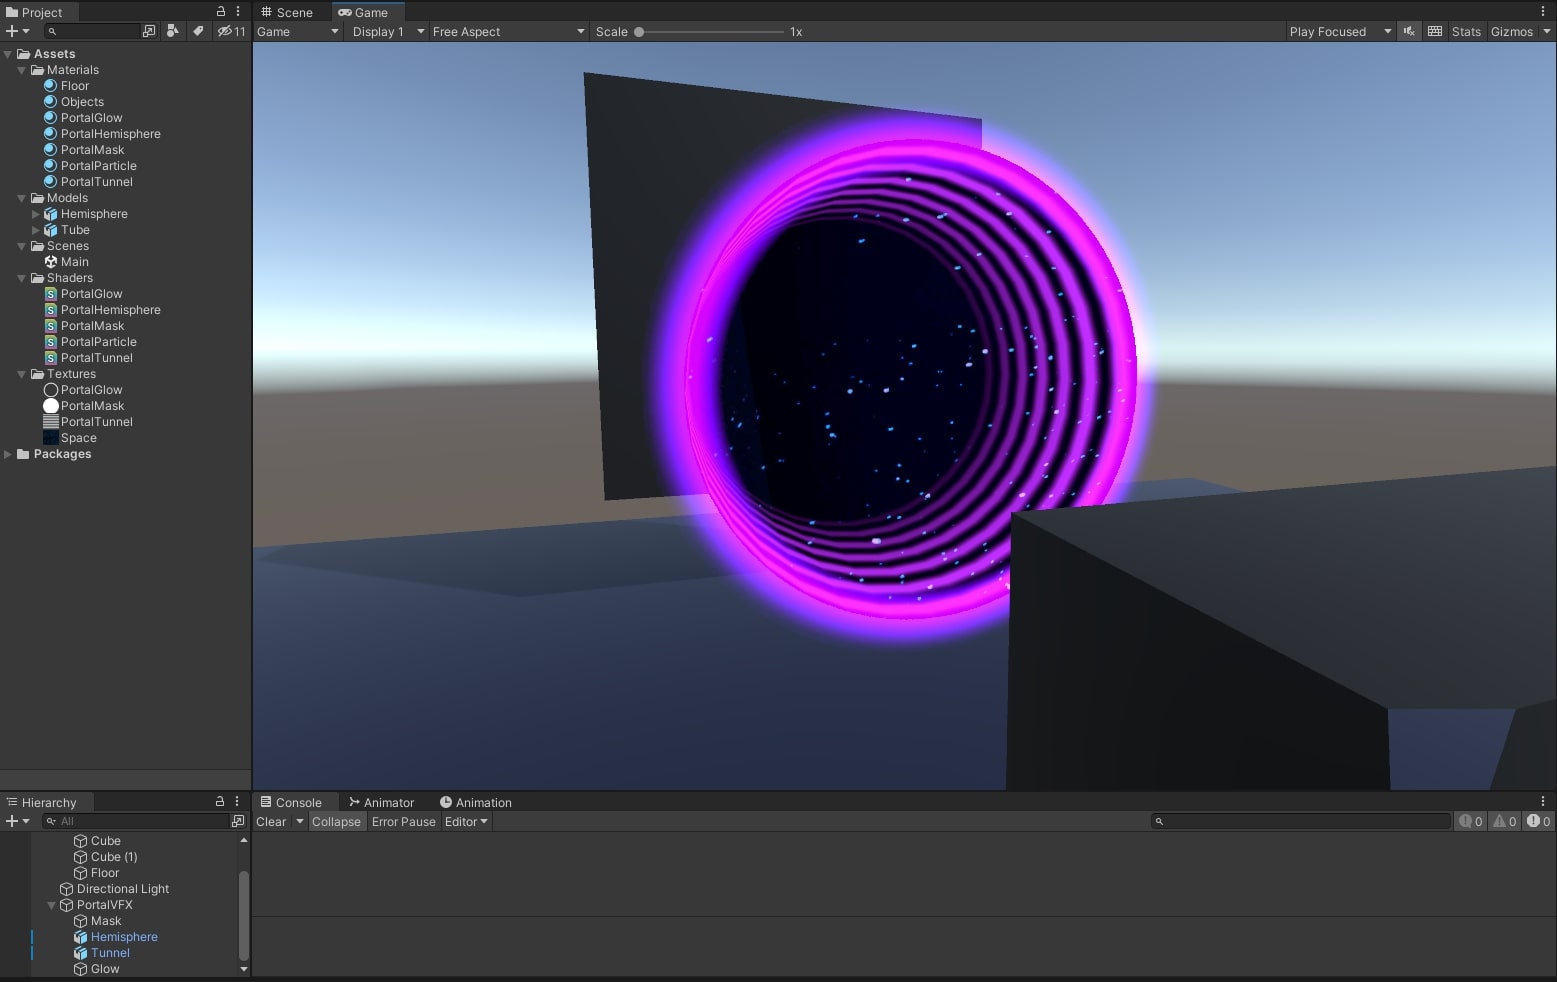 Project
11
Assets
Materials
Floor
Objects
PortalGlow
PortalHemisphere
PortalMask
PortalParticle
PortalTunnel
Models
Hemisphere
Tube
Scenes
Main
Shaders
PortalGlow
PortalHemisphere
PortalMask
PortalParticle
PortalTunnel
Textures
PortalGlow
PortalMask
PortalTunnel
Space
Packages
Scene Game
Game Display 1 Free Aspect Scale 1x Play Focused Stats Gizmos
Hierarchy
All
Cube
Cube (1)
Floor
Directional Light
PortalVFX
Mask
Hemisphere
Tunnel
Glow
Console Animator Animation
Clear Collapse Error Pause Editor 0 0 0